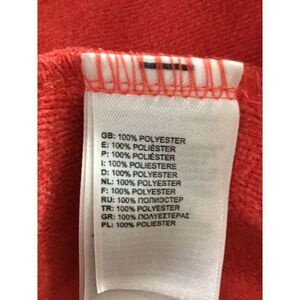 GB: 100% POLYESTER
E: 100% POLIÉSTER
P: 100% POLIÉSTER
I: 100% POLIESTERE
D: 100% POLYESTER
NL: 100% POLYESTER
F: 100% POLYESTER
RU: 100% ПОЛИЭСТЕР
TR: 100% POLYESTER
GR: 100% ΠΟΛΥΕΣΤΕΡΑΣ
PL: 100% POLIESTER